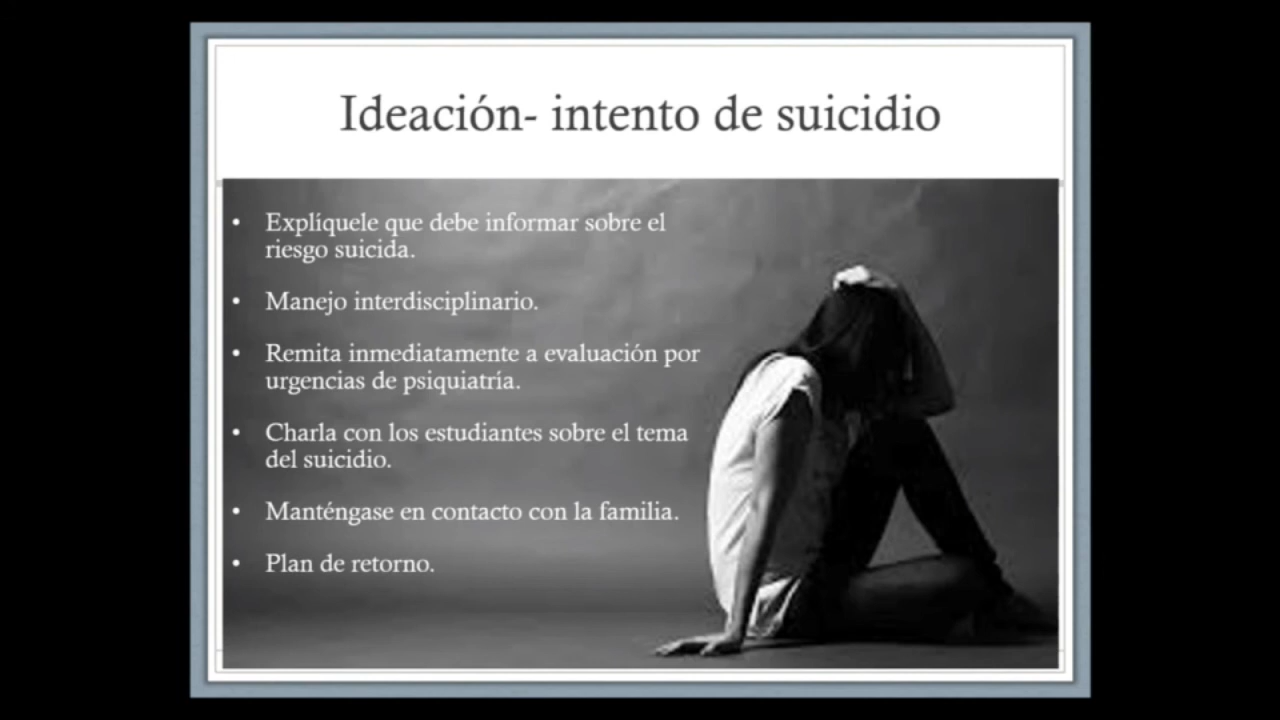 Ideación- intento de suicidio
• Explíquele que debe informar sobre el
riesgo suicida.
• Manejo interdisciplinario.
• Remita inmediatamente a evaluación por
urgencias de psiquiatría.
• Charla con los estudiantes sobre el tema
del suicidio.
• Manténgase en contacto con la familia.
• Plan de retorno.